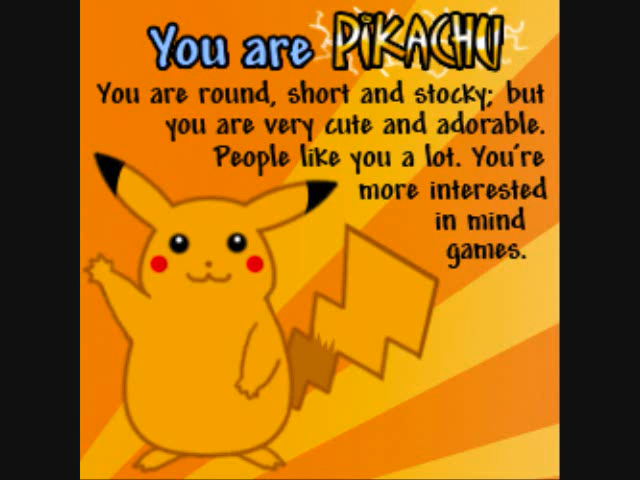 You are PIKACHU
You are round, short and stocky; but
you are very cute and adorable.
People like you a lot. You're
more interested
in mind
games.